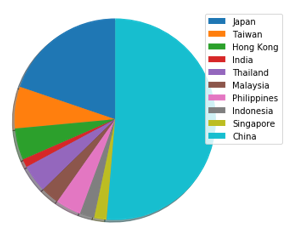 Japan
Taiwan
Hong Kong
India
Thailand
Malaysia
Philippines
Indonesia
Singapore
China